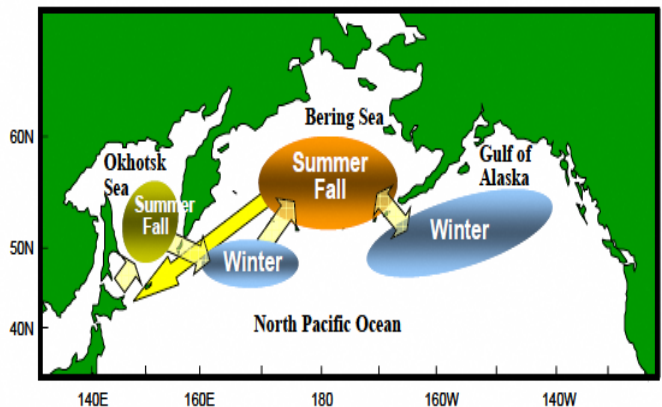 Bering Sea
60N
Okhotsk
Sea
Summer
Fall
Gulf of
Alaska
Summer
Fall
Winter
50N
Winter
North Pacific Ocean
40N
140E 160E 180 160W 140W